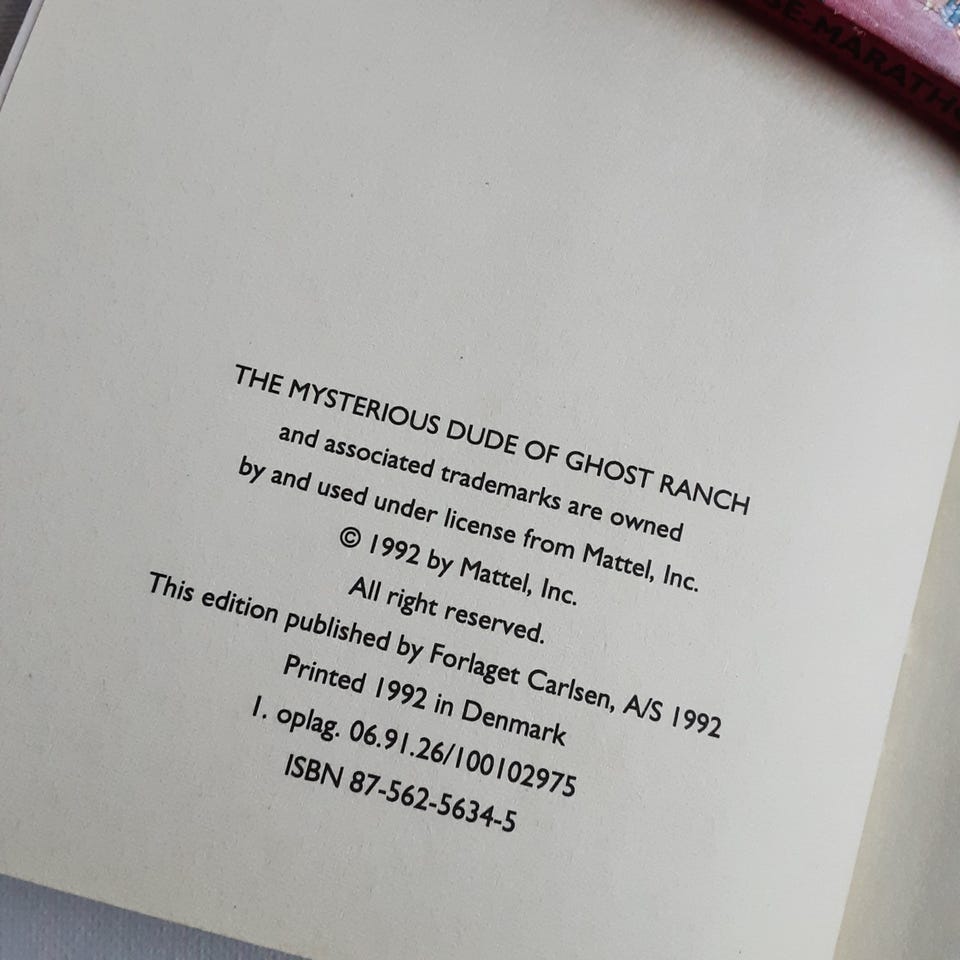 SE-MARATHO
THE MYSTERIOUS DUDE OF GHOST RANCH
and associated trademarks are owned
by and used under license from Mattel, Inc.
© 1992 by Mattel, Inc.
All right reserved.
This edition published by Forlaget Carlsen, A/S 1992
Printed 1992 in Denmark
1. oplag. 06.91.26/100102975
ISBN 87-562-5634-5